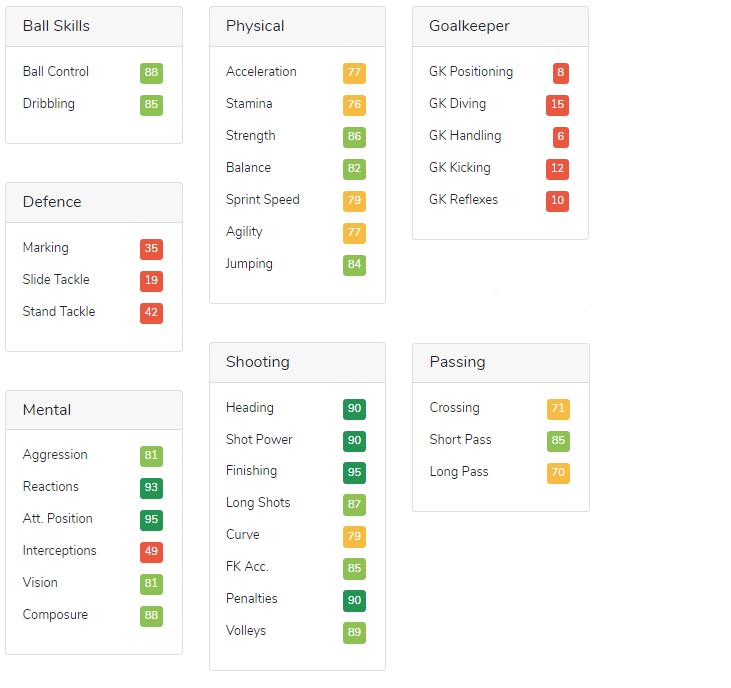 Ball Skills
Ball Control 88
Dribbling 85
Defence
Marking 35
Slide Tackle 19
Stand Tackle 42
Mental
Aggression 81
Reactions 93
Att. Position 95
Interceptions 49
Vision 81
Composure 88
Physical
Acceleration 77
Stamina 76
Strength 86
Balance 82
Sprint Speed 79
Agility 77
Jumping 84
Shooting
Heading 90
Shot Power 90
Finishing 95
Long Shots 87
Curve 79
FK Acc. 85
Penalties 90
Volleys 89
Goalkeeper
GK Positioning 8
GK Diving 15
GK Handling 6
GK Kicking 12
GK Reflexes 10
Passing
Crossing 71
Short Pass 85
Long Pass 70